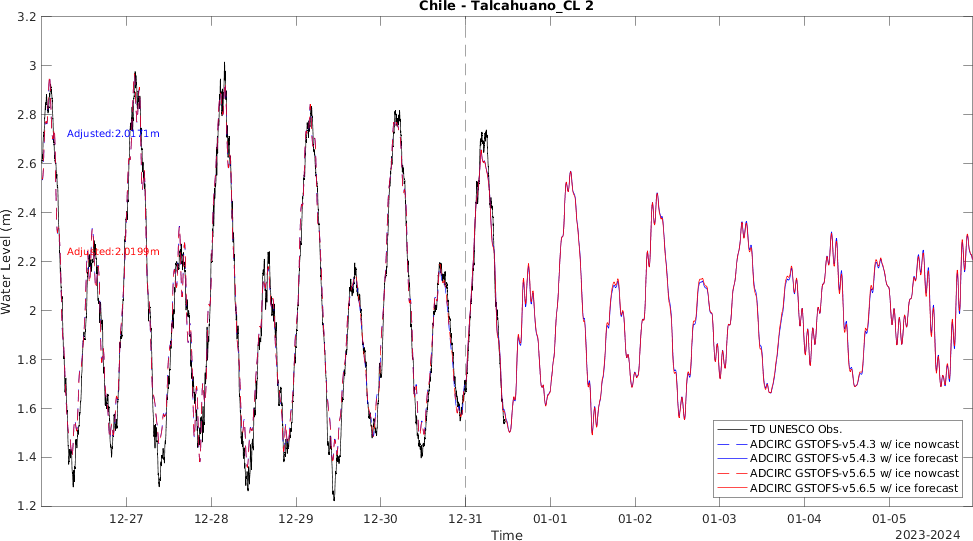 Chile - Talcahuano_CL 2
3.2
3
2.8
Adjusted:2.0171m
2.6
2.4
Adjusted:2.0199m
2.2
2
1.8
1.6
1.4
1.2
Water Level (m)
TD UNESCO Obs.
ADCIRC GSTOFS-v5.4.3 w/ ice nowcast
ADCIRC GSTOFS-v5.4.3 w/ ice forecast
ADCIRC GSTOFS-v5.6.5 w/ ice nowcast
ADCIRC GSTOFS-v5.6.5 w/ ice forecast
12-27 12-28 12-29 12-30 12-31 01-01 01-02 01-03 01-04 01-05
Time
2023-2024